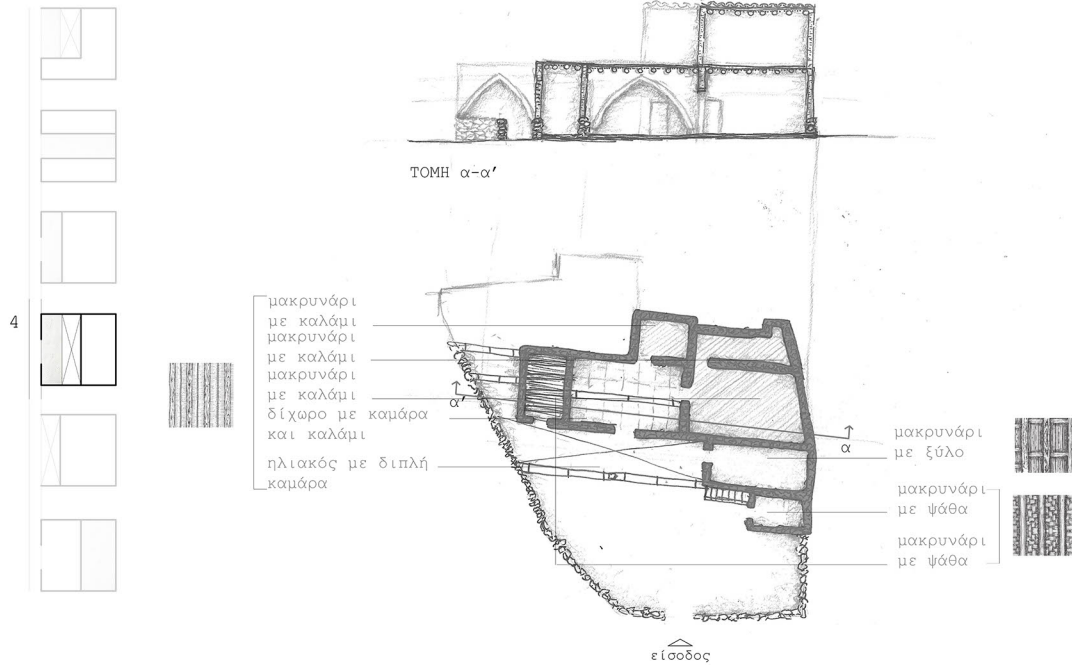 ΤΟΜΗ α-α’
4
μακρυνάρι
με καλάμι
μακρυνάρι
με καλάμι
μακρυνάρι
με καλάμι
δίχωρο με καμάρα
και καλάμι
ηλιακός με διπλή
καμάρα
α’
α
μακρυνάρι
με ξύλο
μακρυνάρι
με ψάθα
μακρυνάρι
με ψάθα
είσοδος